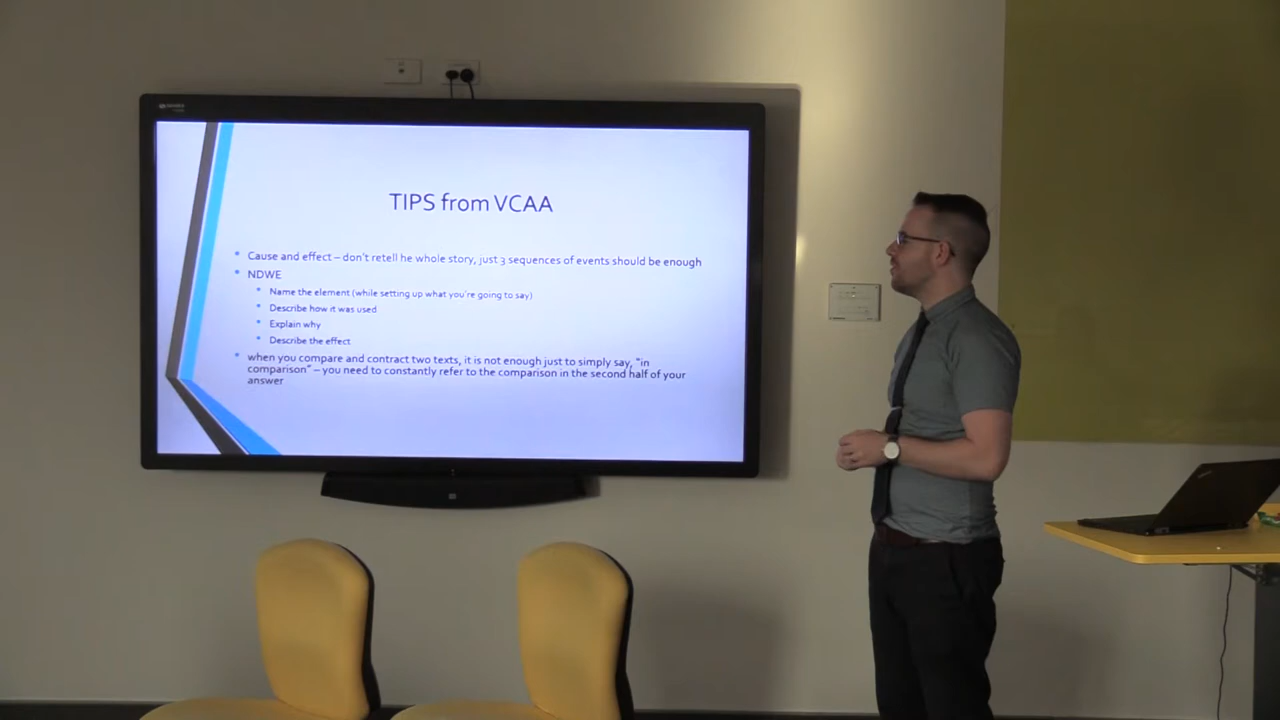 TIPS from VCAA
Cause and effect – don't retell he whole story, just 3 sequences of events should be enough
NDWE
Name the element (while setting up what you're going to say)
Describe how it was used
Explain why
Describe the effect
when you compare and contract two texts, it is not enough just to simply say, "in
comparison" – you need to constantly refer to the comparison in the second half of your
answer